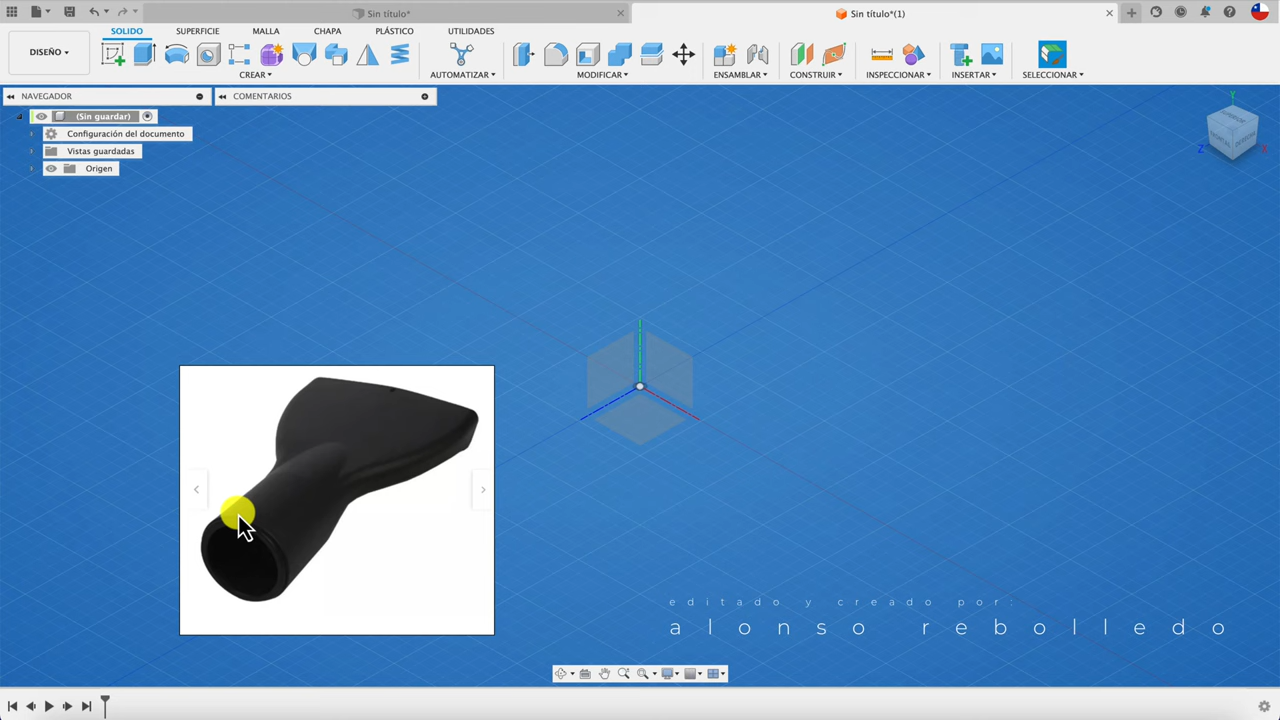 Sin título*
Sin título*(1)
DISEÑO
SOLIDO
SUPERFICIE
MALLA
CHAPA
PLÁSTICO
UTILIDADES
CREAR
AUTOMATIZAR
MODIFICAR
ENSAMBLAR
CONSTRUIR
INSPECCIONAR
INSERTAR
SELECCIONAR
NAVEGADOR
COMENTARIOS
(Sin guardar)
Configuración del documento
Vistas guardadas
Origen
Y
Z
X
editado y creado por:
alonso rebolledo